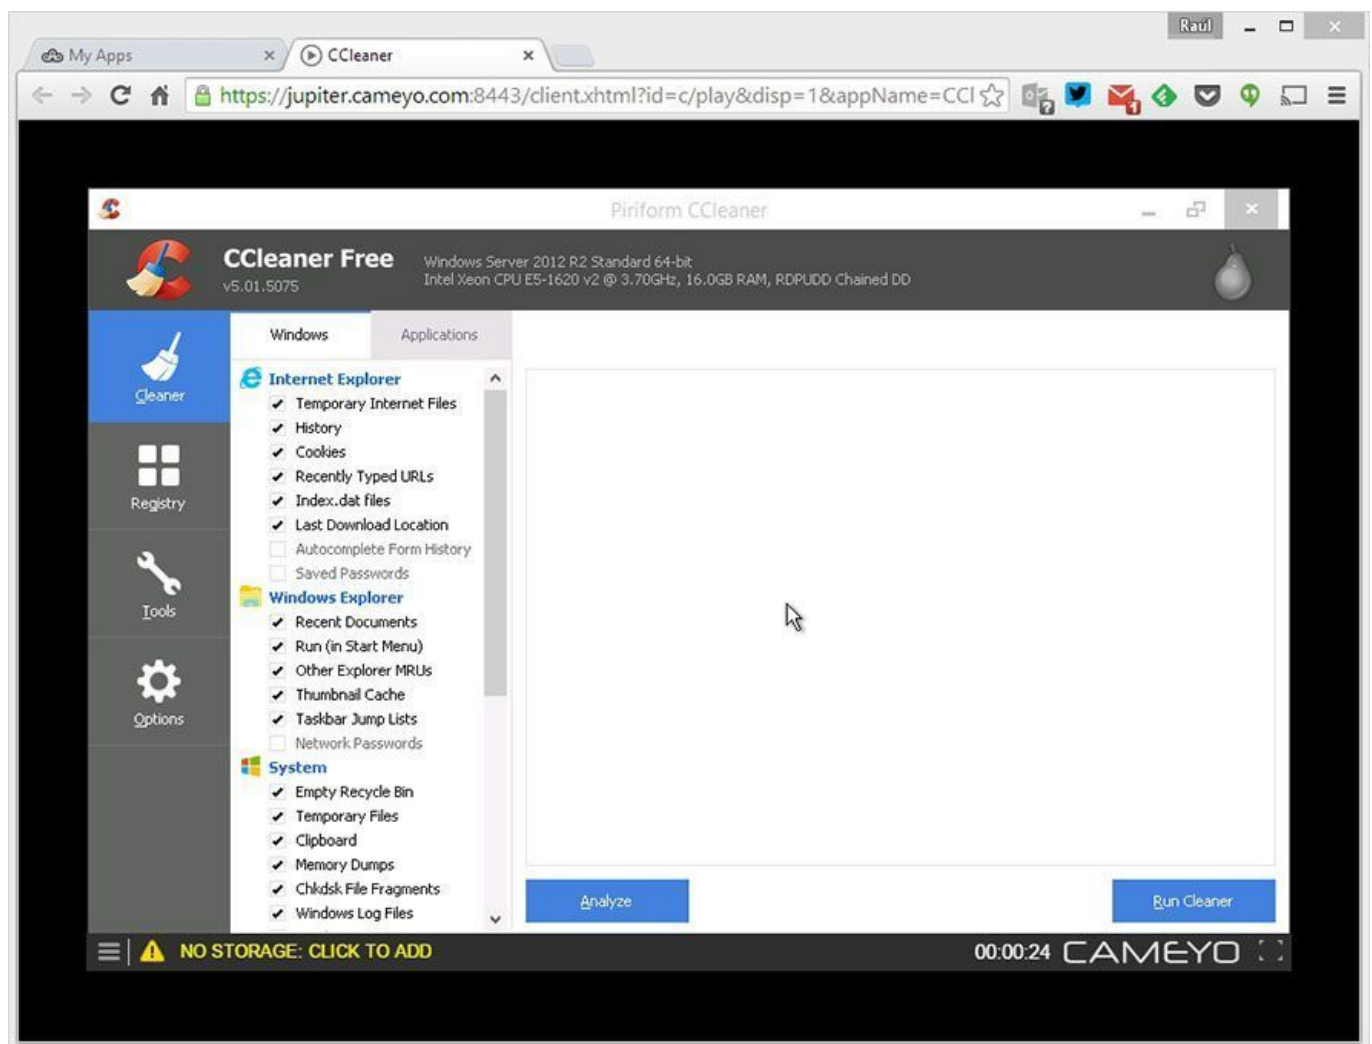 Raúl
My Apps
CCleaner
https://jupiter.cameyo.com:8443/client.xhtml?id=c/play&disp=1&appName=CCl
Piriform CCleaner
CCleaner Free
v5.01.5075
Windows Server 2012 R2 Standard 64-bit
Intel Xeon CPU E5-1620 v2 @ 3.70GHz, 16.0GB RAM, RDPUDD Chained DD
Cleaner
Registry
Tools
Options
Windows
Applications
Internet Explorer
Temporary Internet Files
History
Cookies
Recently Typed URLs
Index.dat files
Last Download Location
Autocomplete Form History
Saved Passwords
Windows Explorer
Recent Documents
Run (in Start Menu)
Other Explorer MRUs
Thumbnail Cache
Taskbar Jump Lists
Network Passwords
System
Empty Recycle Bin
Temporary Files
Clipboard
Memory Dumps
Chkdsk File Fragments
Windows Log Files
Analyze
Run Cleaner
NO STORAGE: CLICK TO ADD
00:00:24 CAMEYO